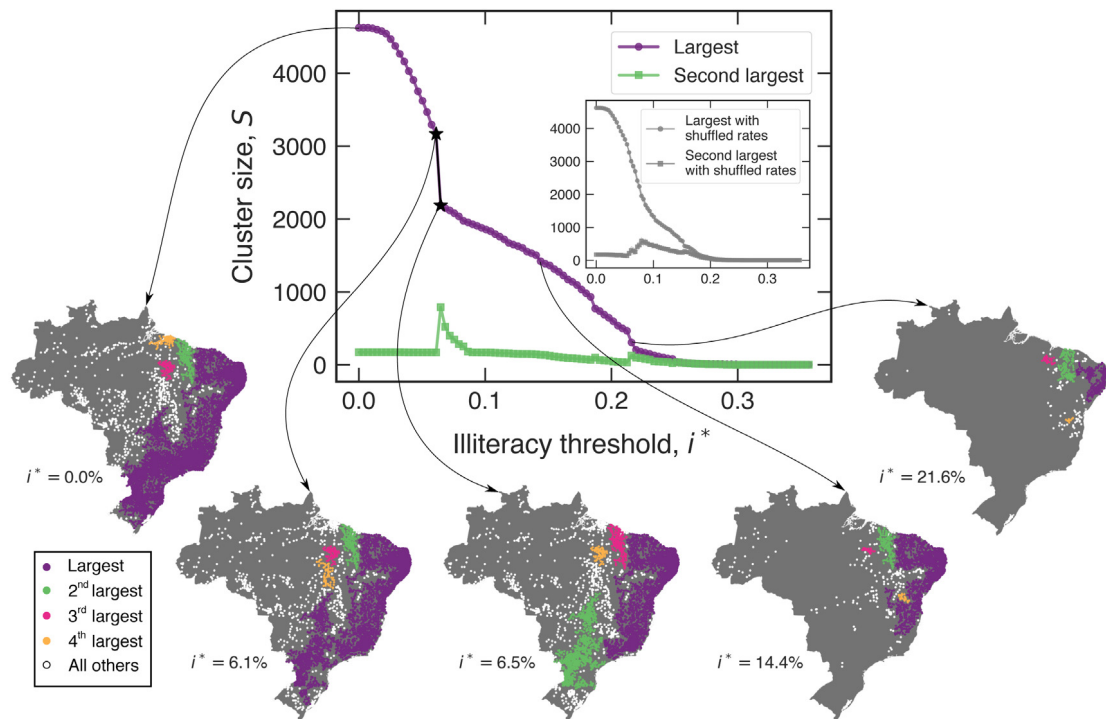 Largest
Second largest
4000
3000
2000
1000
0
Cluster size, S
0.0
0.1
0.2
0.3
Illiteracy threshold, i*
Largest with
shuffled rates
Second largest
with shuffled rates
4000
3000
2000
1000
0
0.0
0.1
0.2
0.3
i* = 0.0%
i* = 6.1%
i* = 6.5%
i* = 14.4%
i* = 21.6%
Largest
2nd largest
3rd largest
4th largest
All others